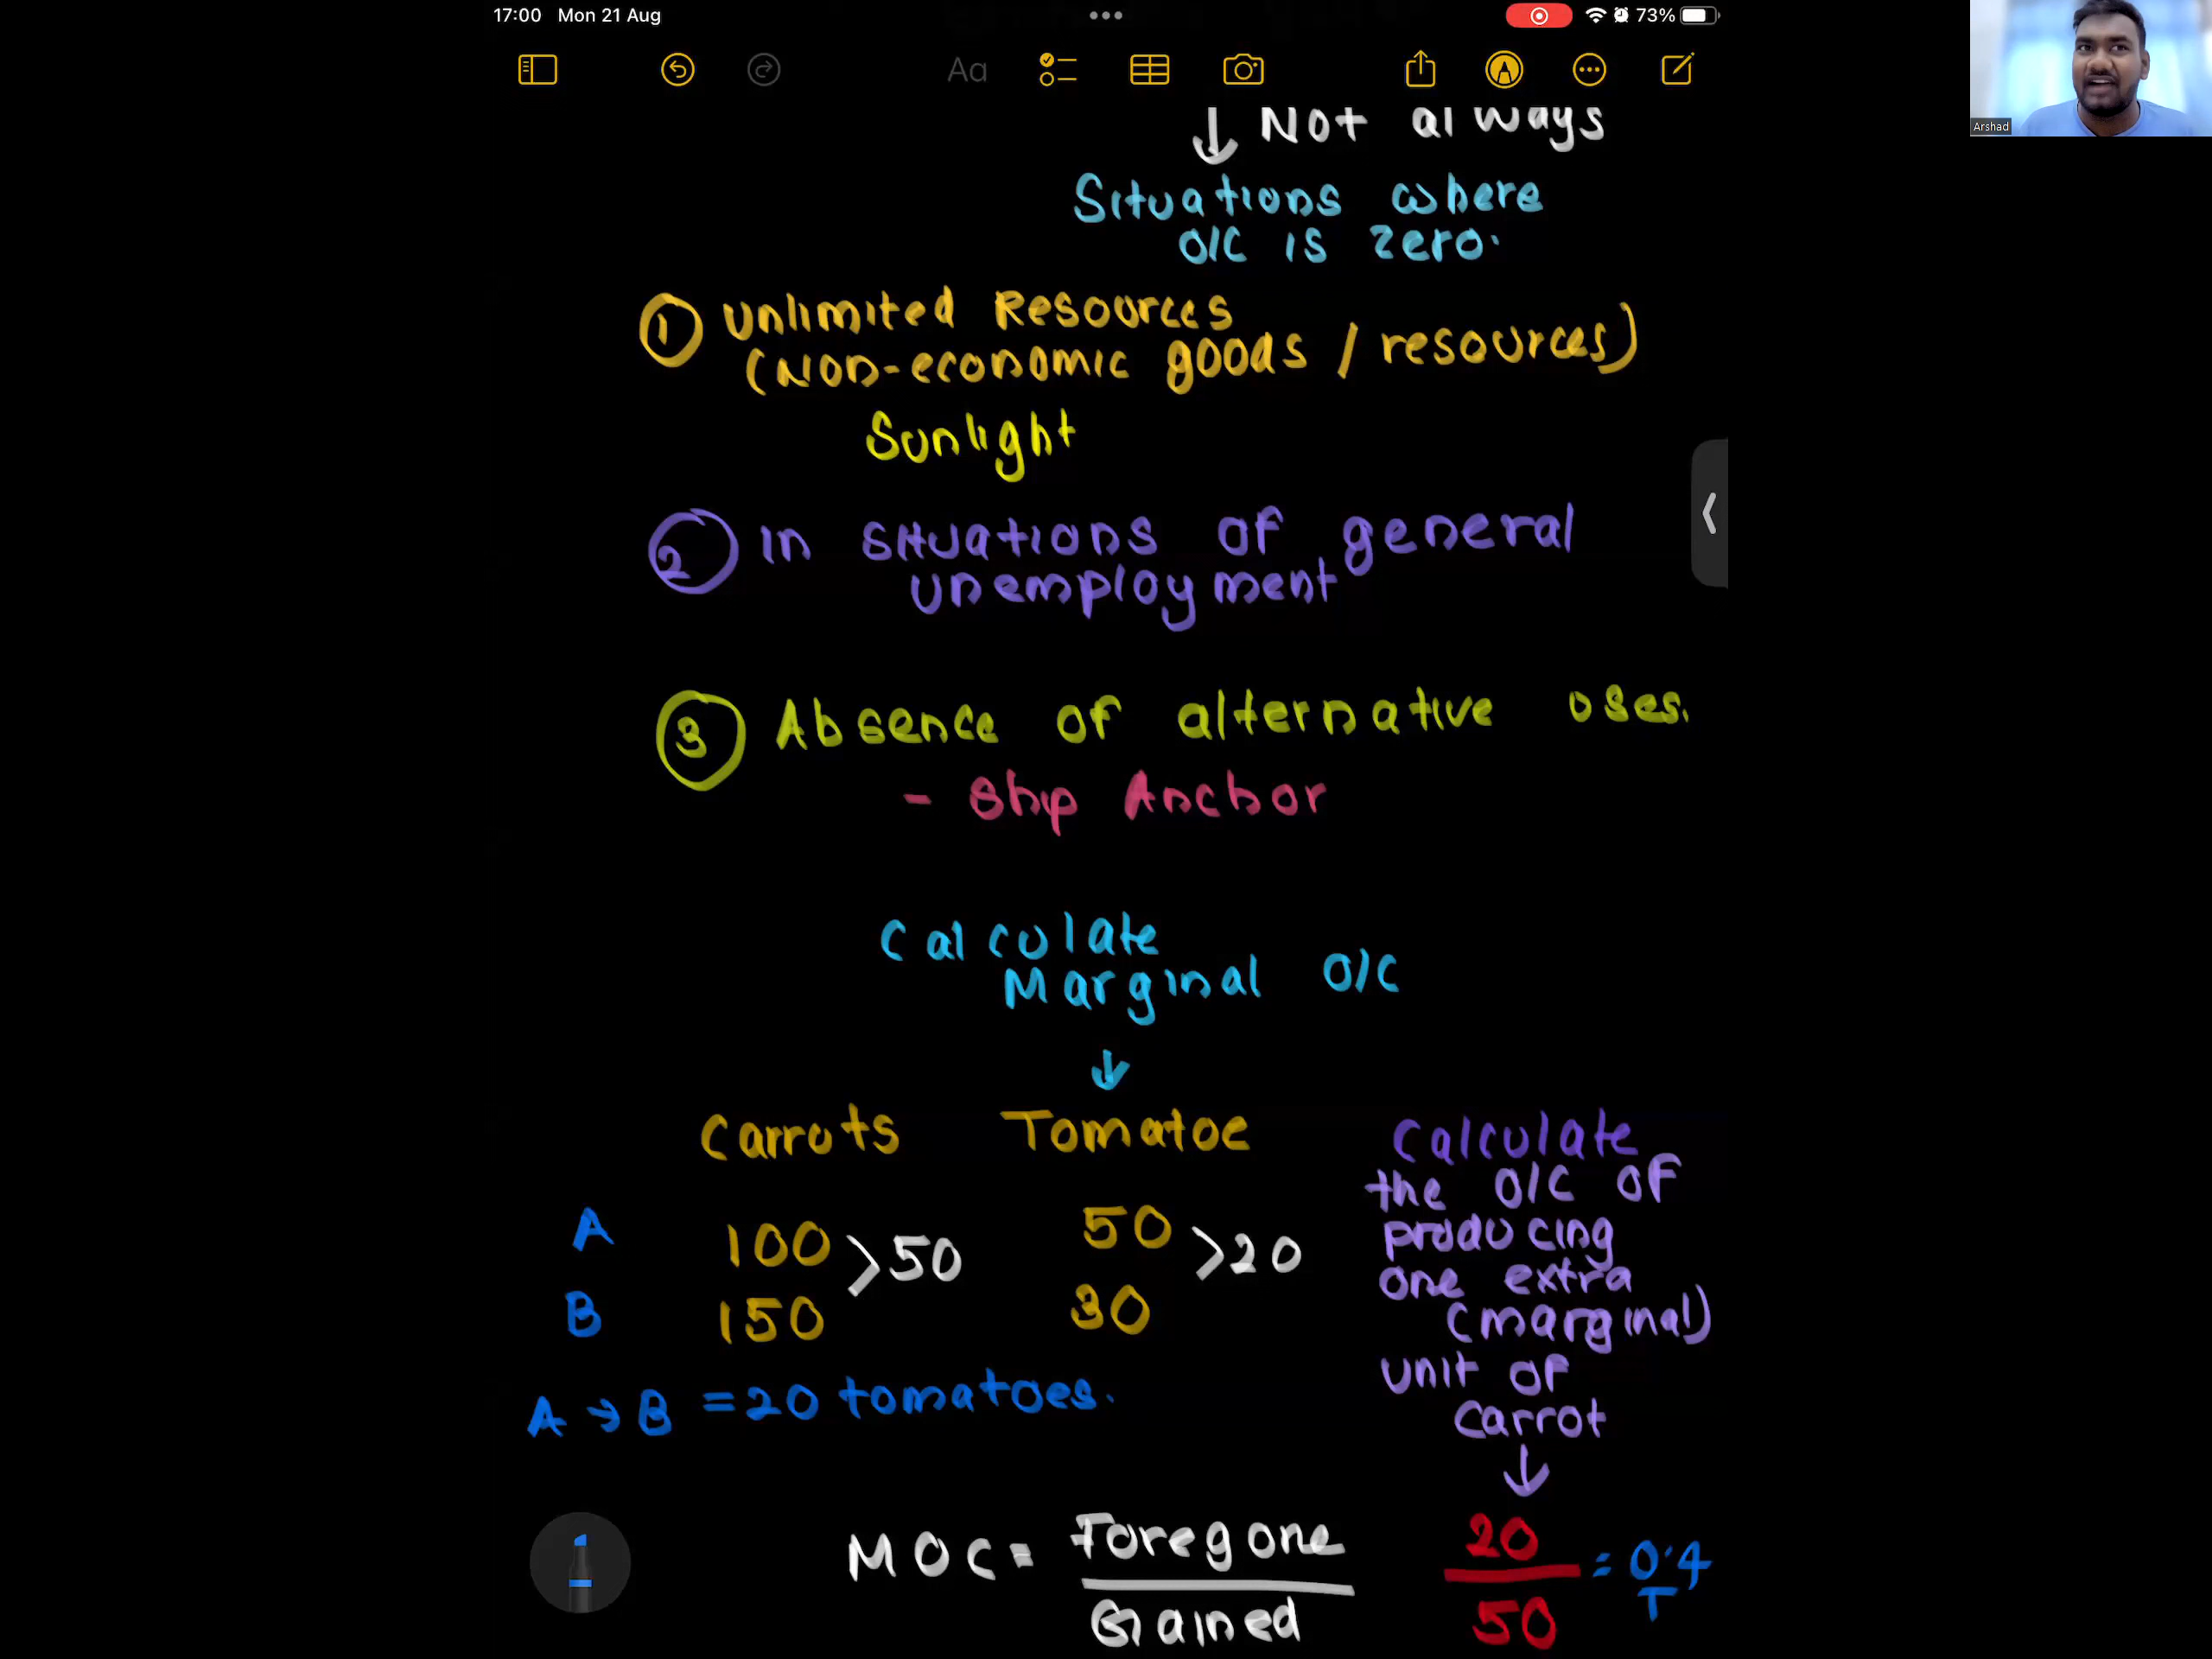 17:00 Mon 21 Aug
73%
Aa
Arshad
↓ Not always
Situations where
O/C is zero.
① Unlimited Resources
(Non-economic goods / resources)
Sunlight
② In situations of general
unemployment
③ Absence of alternative uses.
- Ship Anchor
Calculate
Marginal O/C
↓
Carrots Tomatoe
A 100 >50 50 >20
B 150 30
A → B = 20 tomatoes.
Calculate
the O/C of
producing
one extra
(marginal)
unit of
carrot
↓
MOC = Foregone
Gained
20
50
= 0.4
T